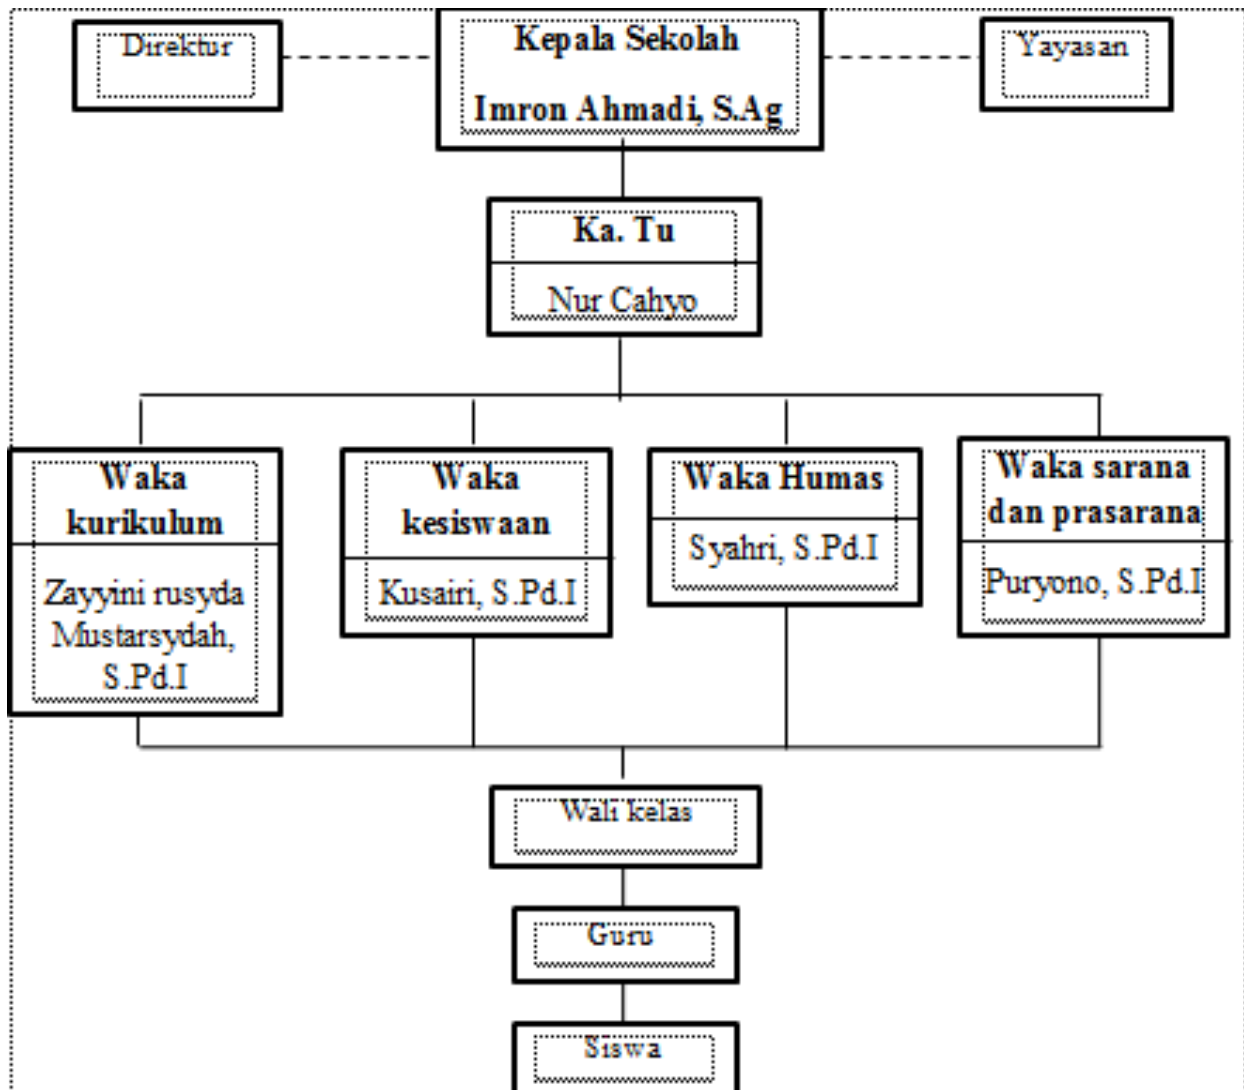 Direktur
Kepala Sekolah
Imron Ahmadi, S.Ag
Yayasan
Ka. Tu
Nur Cahyo
Waka
kurikulum
Zayyini rusyda
Mustarsydah,
S.Pd.I
Waka
kesiswaan
Kusairi, S.Pd.I
Waka Humas
Syahri, S.Pd.I
Waka sarana
dan prasarana
Puryono, S.Pd.I
Wali kelas
Guru
Siswa